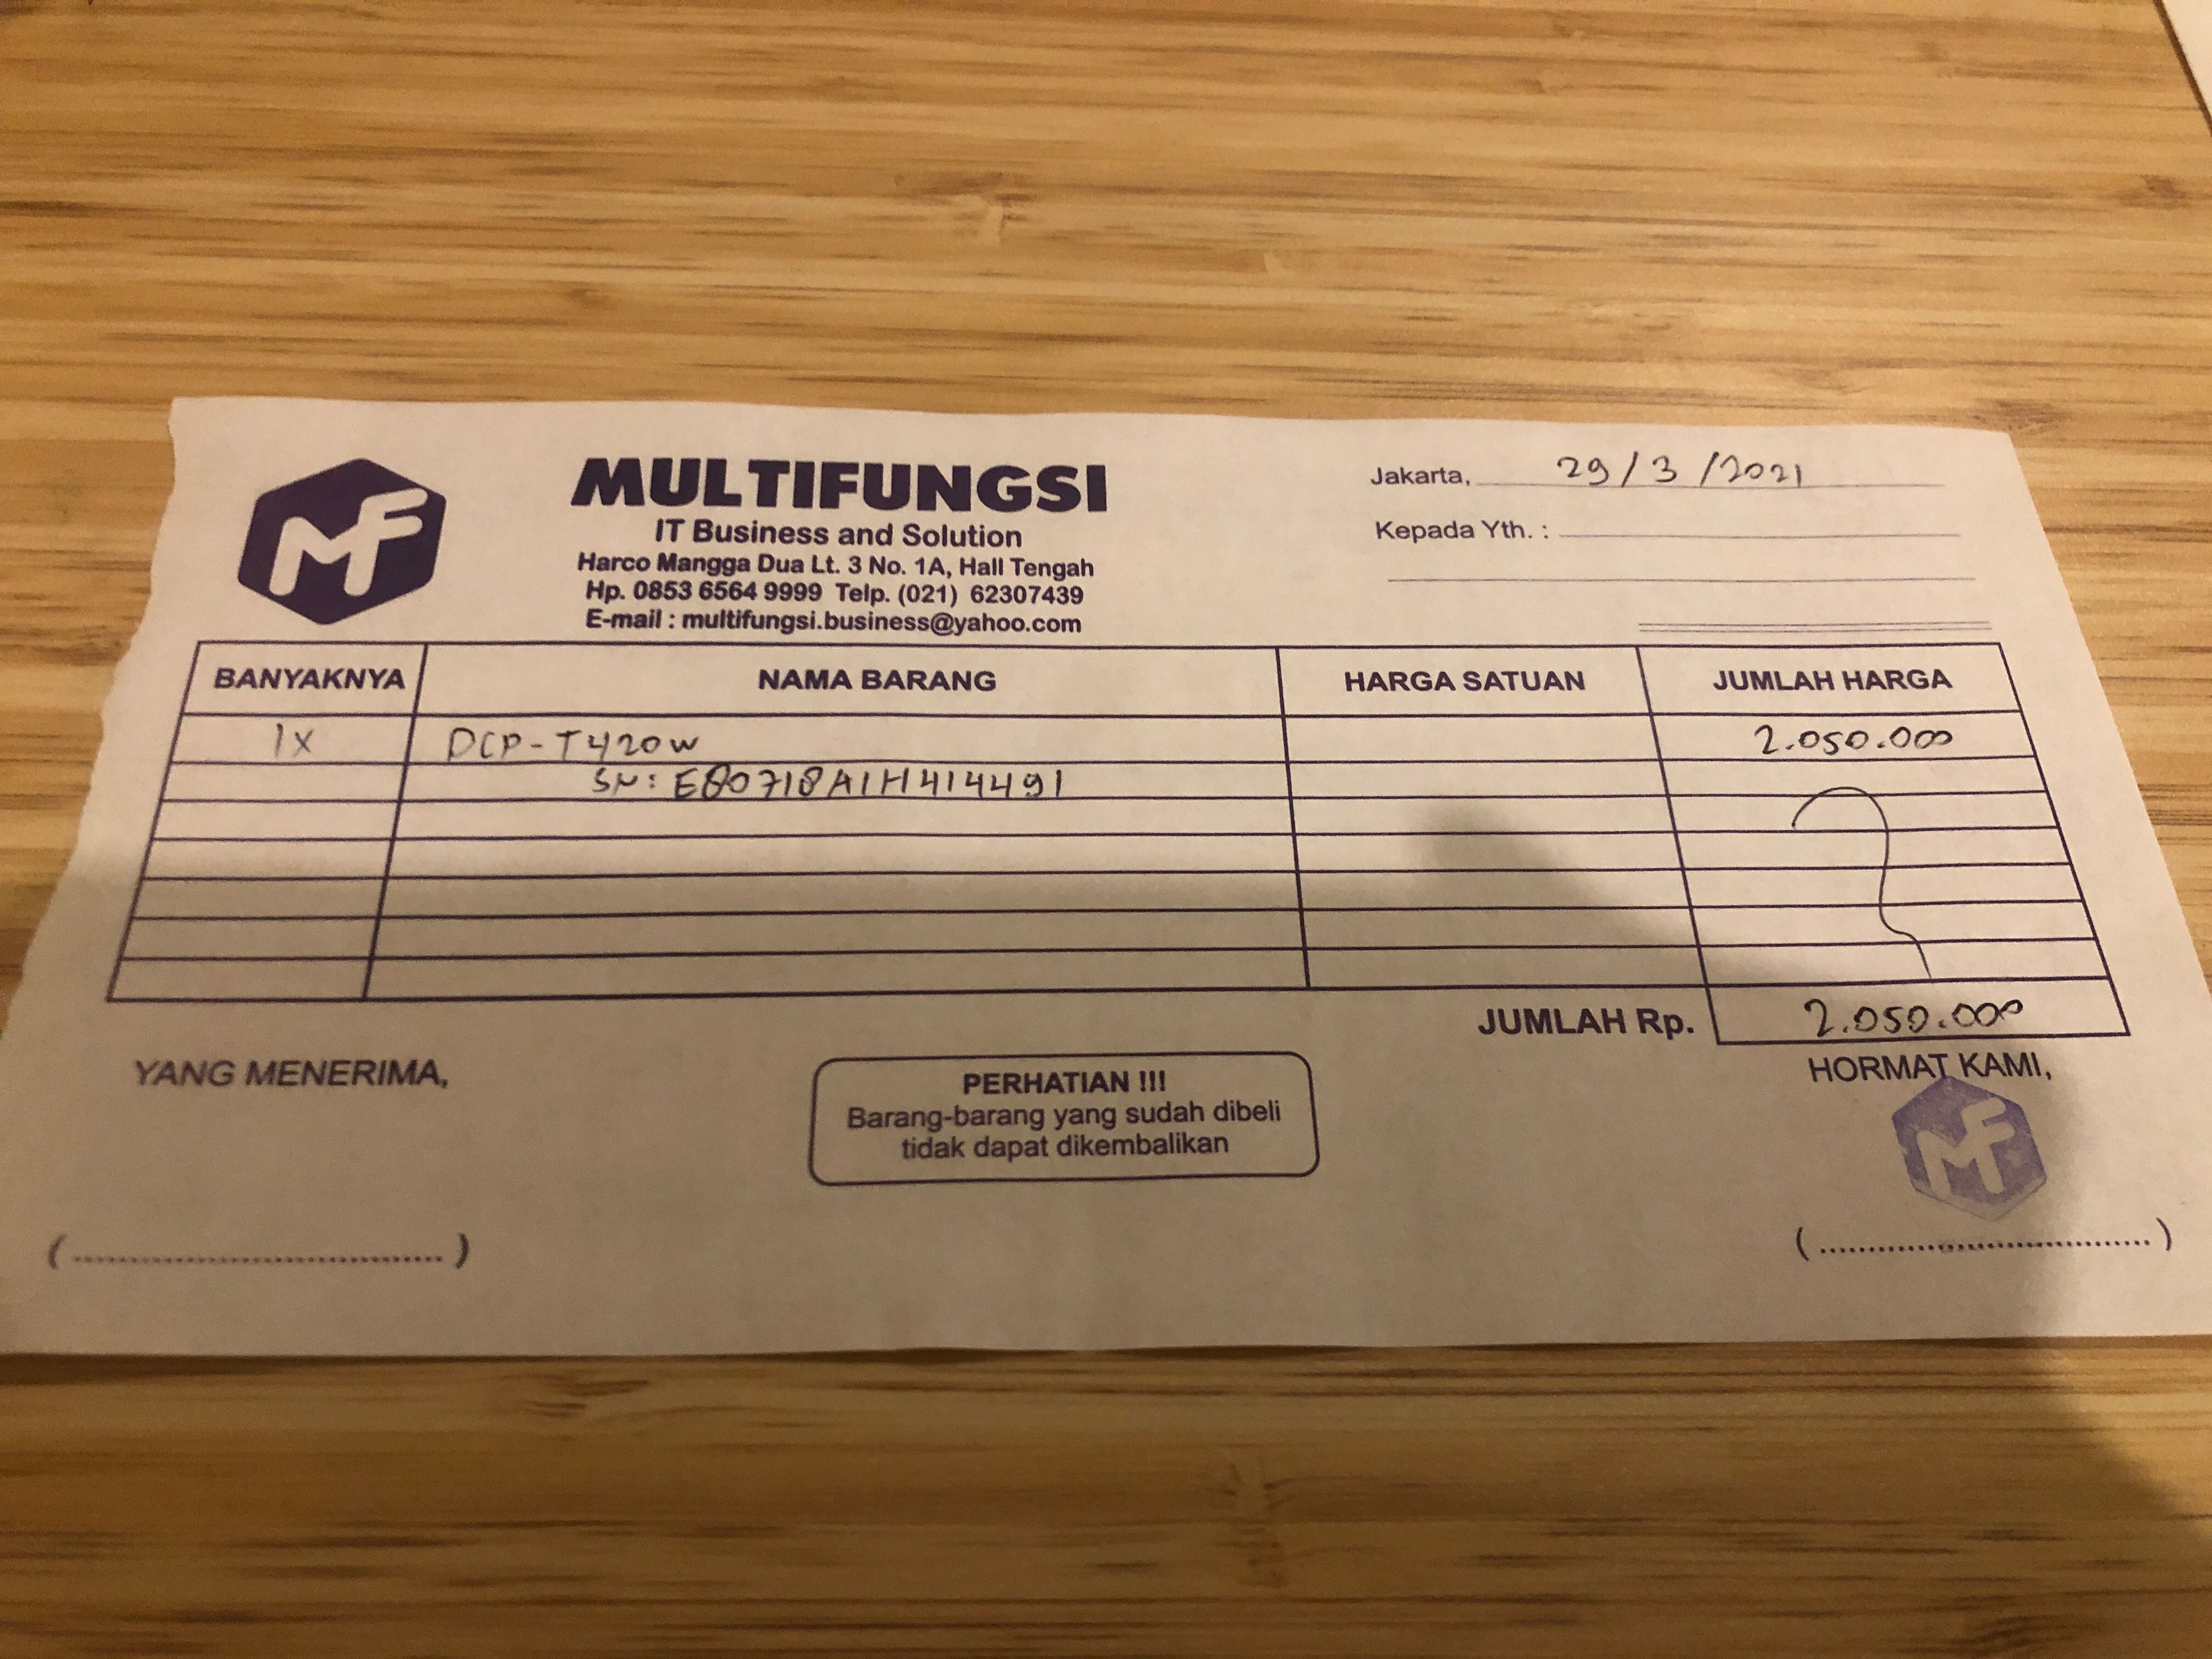 MF
MULTIFUNGSI
IT Business and Solution
Harco Mangga Dua Lt. 3 No. 1A, Hall Tengah
Hp. 0853 6564 9999 Telp. (021) 62307439
E-mail : multifungsi.business@yahoo.com
Jakarta, 29/3/2021
Kepada Yth. :
BANYAKNYA NAMA BARANG HARGA SATUAN JUMLAH HARGA
1X DCP-T420W 2.050.000
SN: E80718A1H414491
JUMLAH Rp. 2.050.000
YANG MENERIMA,
PERHATIAN !!!
Barang-barang yang sudah dibeli
tidak dapat dikembalikan
HORMAT KAMI,
MF
(....................................) (....................................)